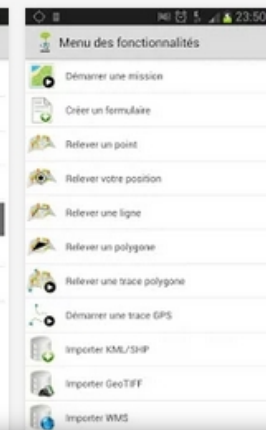 23:50
Menu des fonctionnalités
Démarrer une mission
Créer un formulaire
Relever un point
Relever votre position
Relever une ligne
Relever un polygone
Relever une trace polygone
Démarrer une trace GPS
Importer KML/SHP
Importer GeoTIFF
Importer WMS